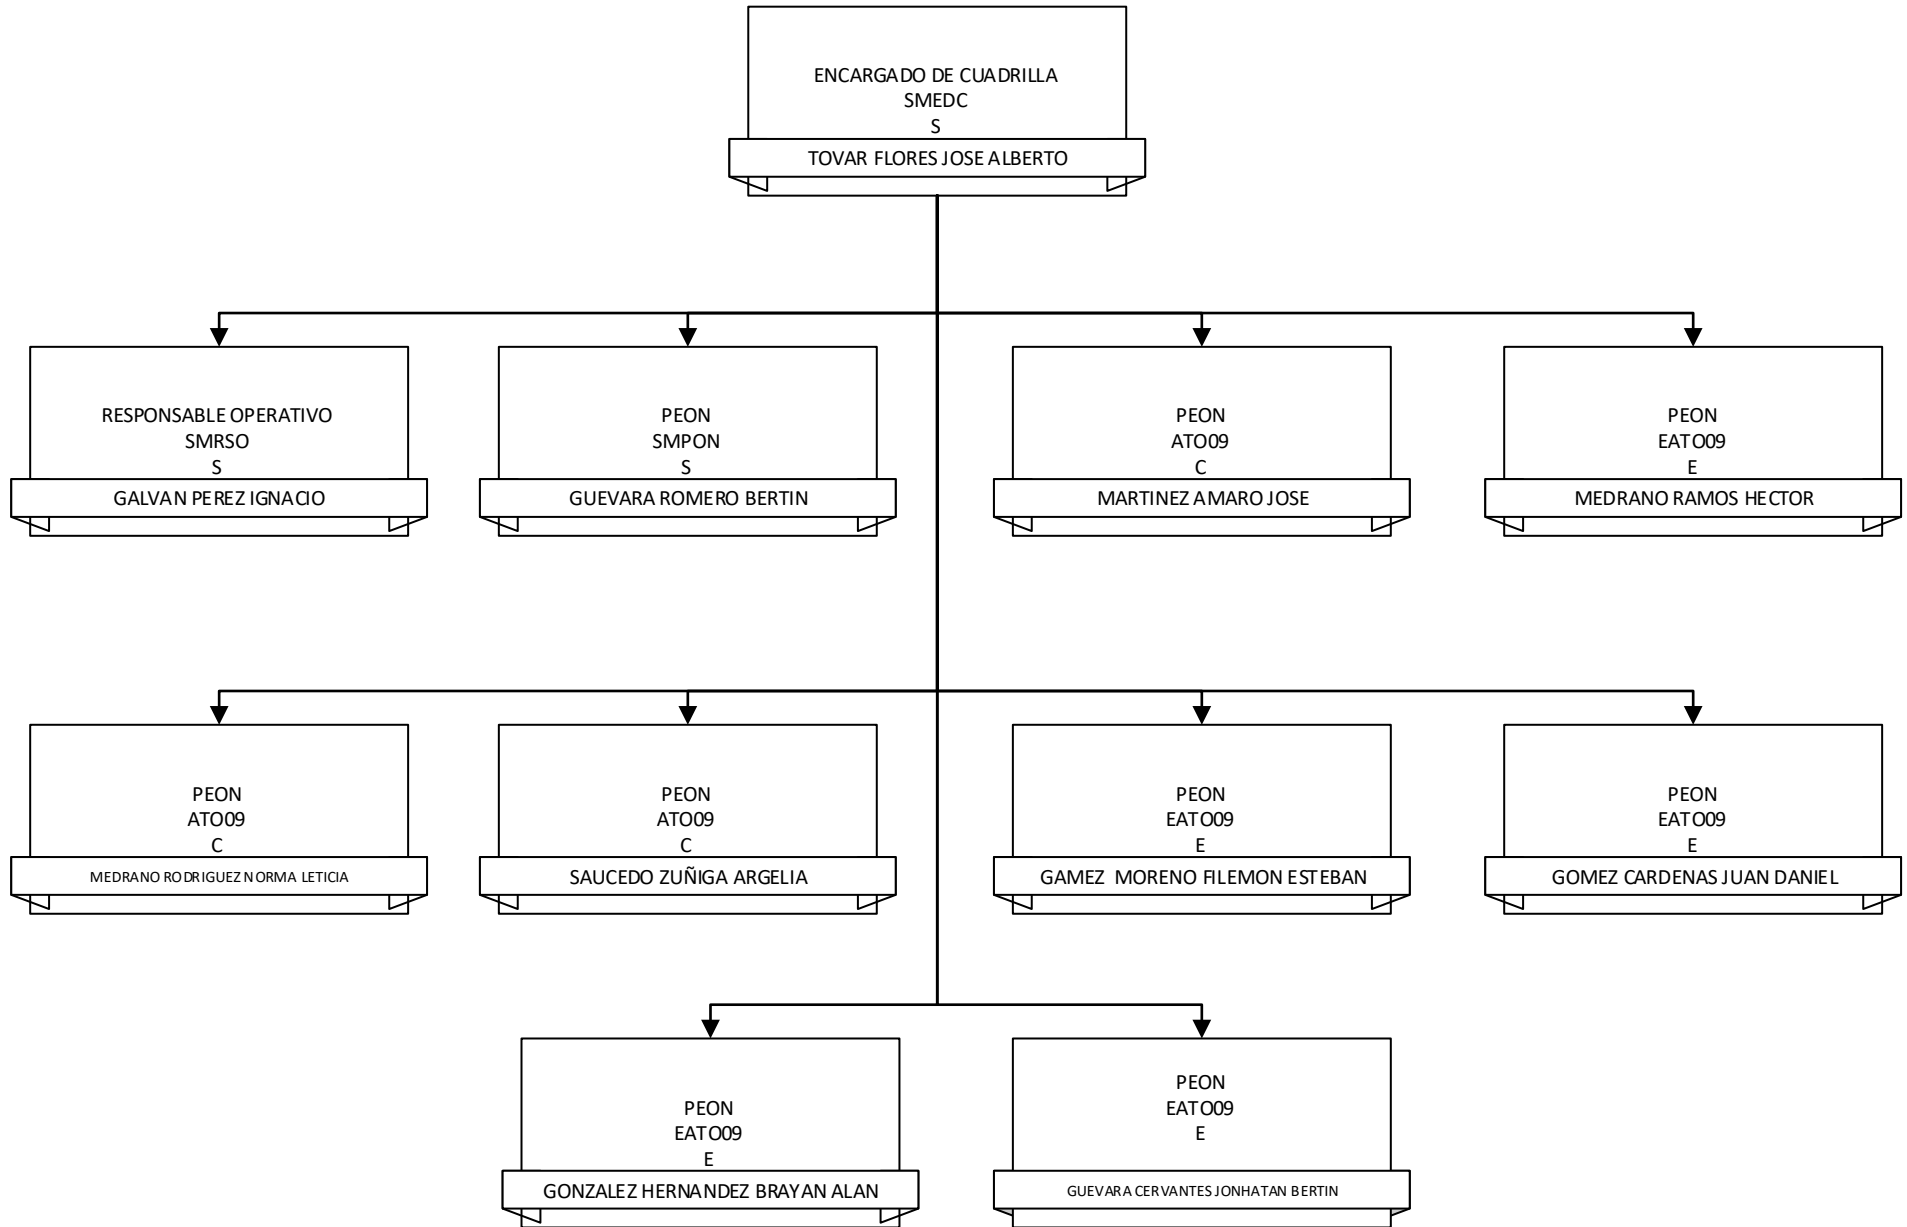 ENCARGADO DE CUADRILLA
SMEDC
S
TOVAR FLORES JOSE ALBERTO
RESPONSABLE OPERATIVO
SMRSO
S
GALVAN PEREZ IGNACIO
PEON
SMPON
S
GUEVARA ROMERO BERTIN
PEON
ATO09
C
MARTINEZ AMARO JOSE
PEON
EATO09
E
MEDRANO RAMOS HECTOR
PEON
ATO09
C
MEDRANO RODRIGUEZ NORMA LETICIA
PEON
ATO09
C
SAUCEDO ZUÑIGA ARGELIA
PEON
EATO09
E
GAMEZ  MORENO FILEMON ESTEBAN
PEON
EATO09
E
GOMEZ CARDENAS JUAN DANIEL
PEON
EATO09
E
GONZALEZ HERNANDEZ BRAYAN ALAN
PEON
EATO09
E
GUEVARA CERVANTES JONHATAN BERTIN